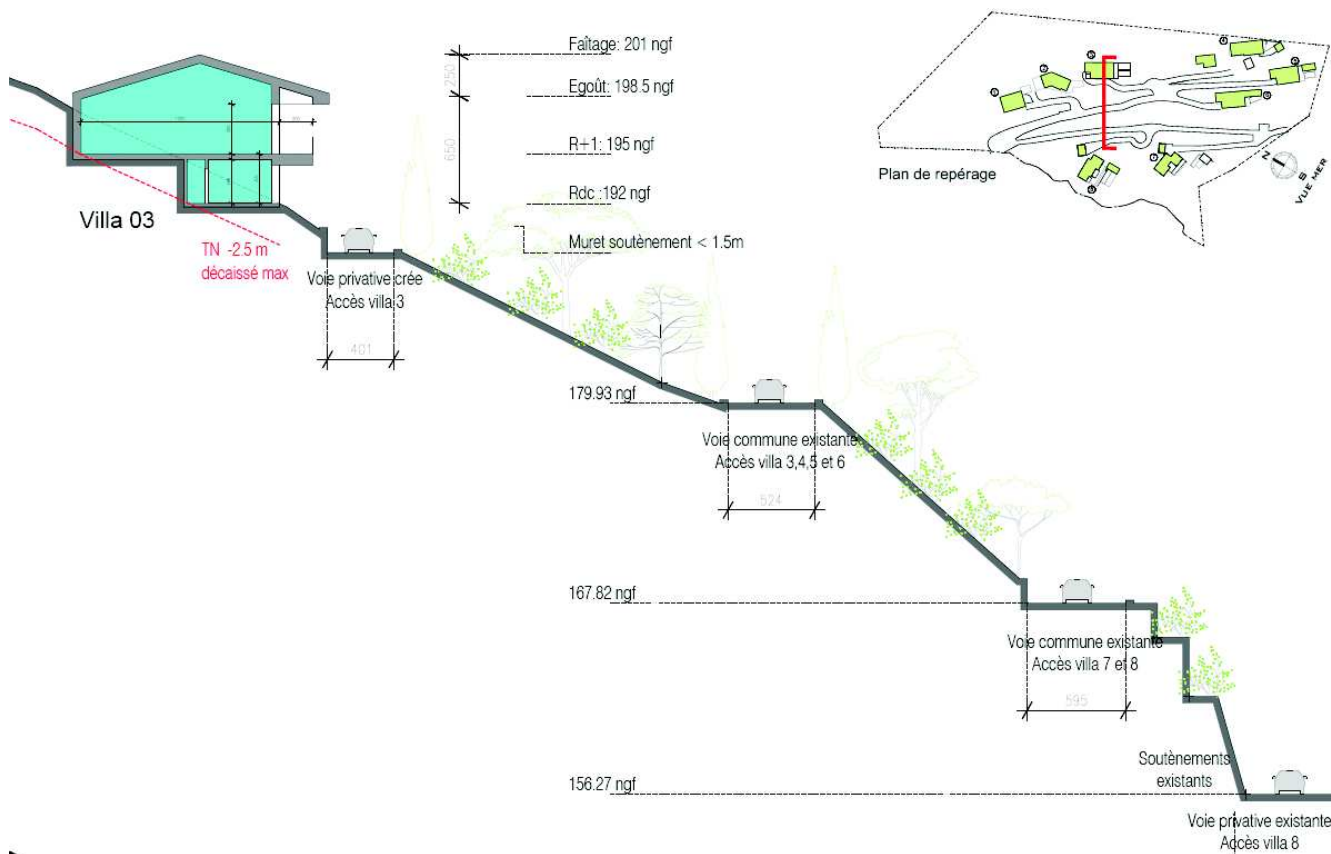 Faîtage: 201 ngf
250
Egoût: 198.5 ngf
650
R+1: 195 ngf
Rdc :192 ngf
Muret soutènement < 1.5m
Plan de repérage
N
S
VUE MER
Villa 03
TN -2.5 m
décaissé max
Voie privative crée
Accès villa 3
401
179.93 ngf
Voie commune existante
Accès villa 3,4,5 et 6
524
167.82 ngf
Voie commune existante
Accès villa 7 et 8
595
Soutènements
existants
156.27 ngf
Voie privative existante
Accès villa 8